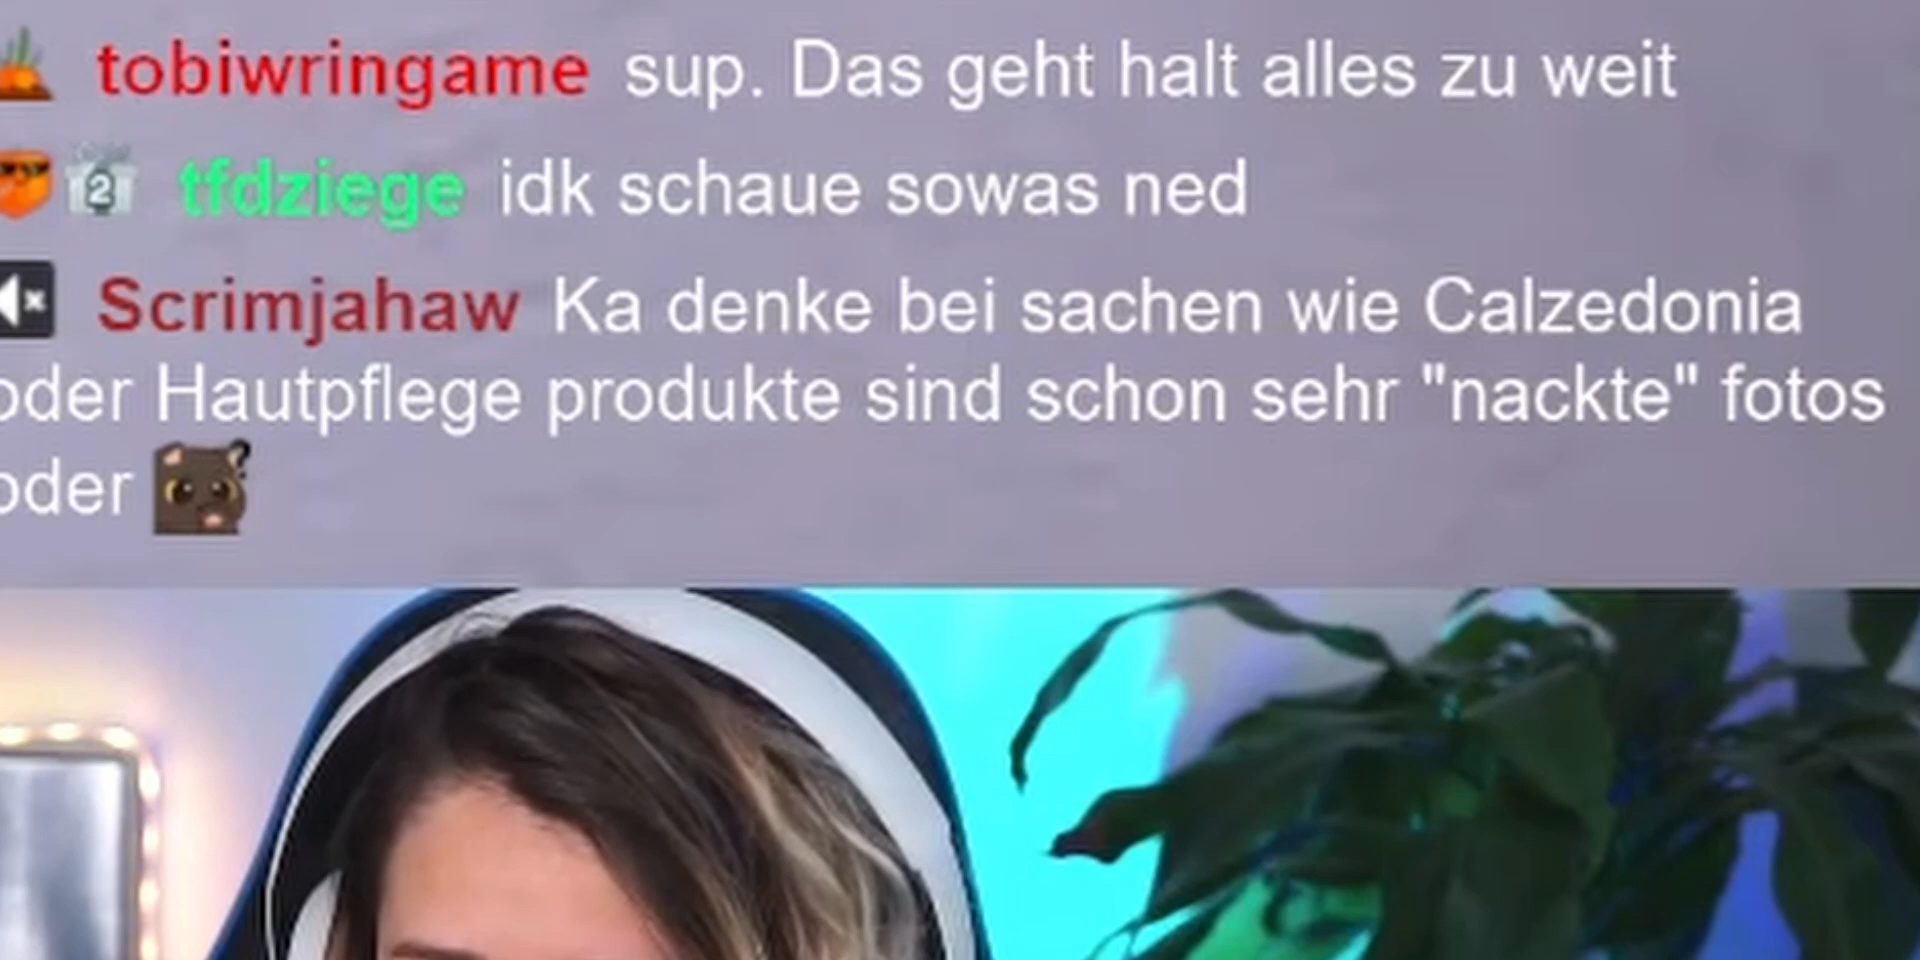 tobiwringame sup. Das geht halt alles zu weit
2 tfdziege idk schaue sowas ned
Scrimjahaw Ka denke bei sachen wie Calzedonia
oder Hautpflege produkte sind schon sehr "nackte" fotos
oder